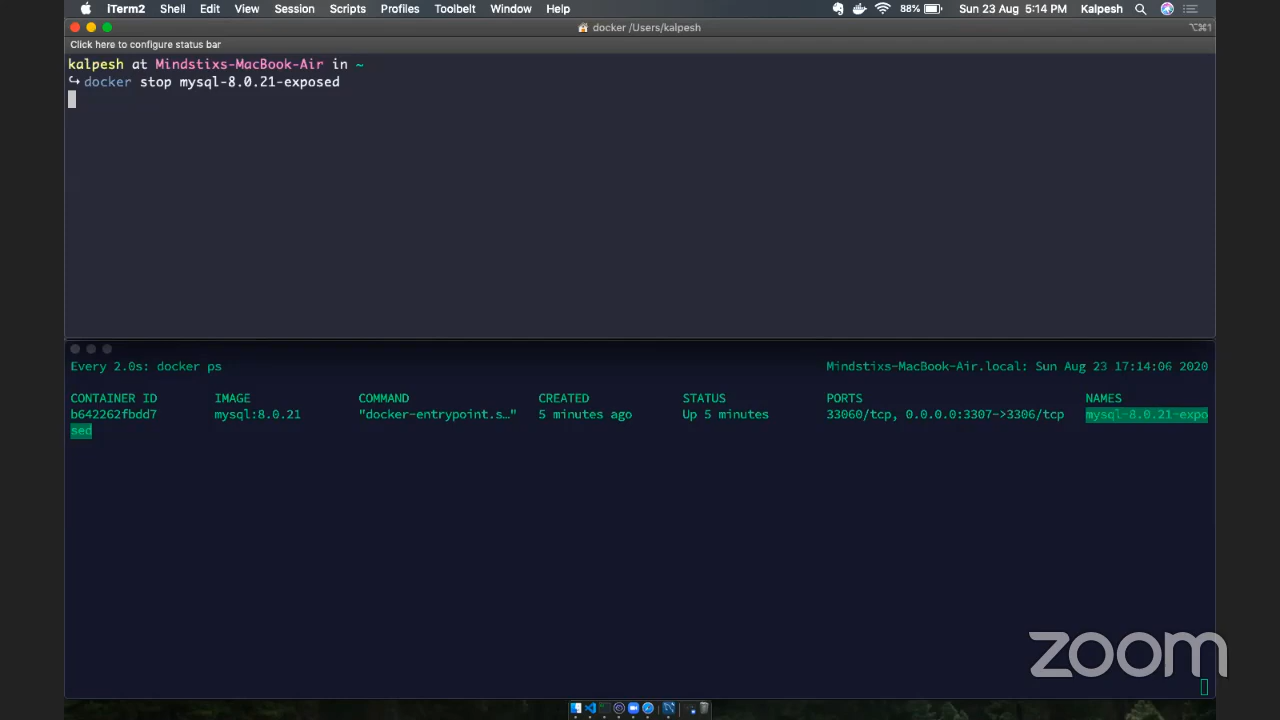 iTerm2 Shell Edit View Session Scripts Profiles Toolbelt Window Help 88% Sun 23 Aug 5:14 PM Kalpesh
docker /Users/kalpesh ⌥⌘1
Click here to configure status bar
kalpesh at Mindstixs-MacBook-Air in ~
↪ docker stop mysql-8.0.21-exposed
Every 2.0s: docker ps Mindstixs-MacBook-Air.local: Sun Aug 23 17:14:06 2020
CONTAINER ID IMAGE COMMAND CREATED STATUS PORTS NAMES
b642262fbdd7 mysql:8.0.21 "docker-entrypoint.s…" 5 minutes ago Up 5 minutes 33060/tcp, 0.0.0.0:3307->3306/tcp mysql-8.0.21-expo
sed
zoom